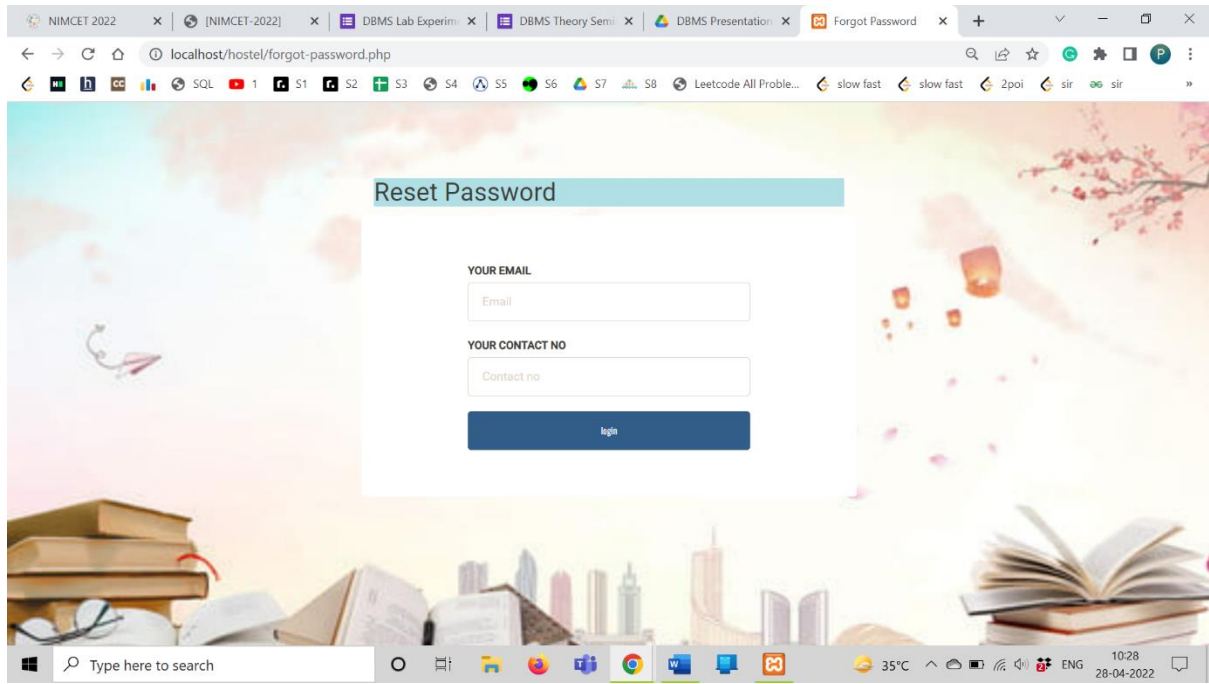 NIMCET 2022
[NIMCET-2022]
DBMS Lab Experime
DBMS Theory Semi
DBMS Presentation
Forgot Password
localhost/hostel/forgot-password.php
P
H
h
CC
SQL
1
S1
S2
S3
S4
S5
S6
S7
S8
Leetcode All Proble...
slow fast
slow fast
2poi
sir
sir
»
Reset Password
YOUR EMAIL
Email
YOUR CONTACT NO
Contact no
login
Type here to search
35°C
2
ENG
10:28
28-04-2022